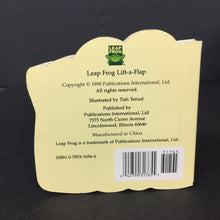 LEAP FROG
Leap Frog Lift-a-Flap
Copyright © 1998 Publications International, Ltd.
All rights reserved.
Illustrated by Tish Tenud
Published by
Publications International, Ltd.
7373 North Cicero Avenue
Lincolnwood, Illinois 60646
Manufactured in China
Leap Frog is a trademark of Publications International, Ltd.
ISBN 0-7853-1656-6